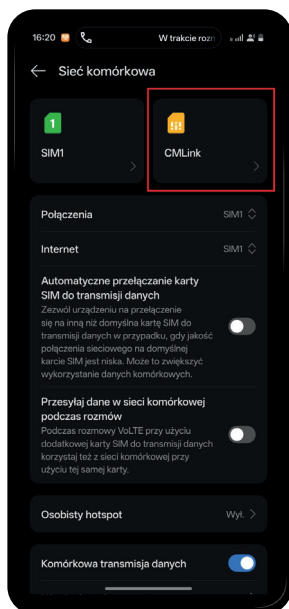 16:20 W trakcie rozn
Sieć komórkowa
1
SIM1
CMLink
Połączenia SIM1
Internet SIM1
Automatyczne przełączanie karty
SIM do transmisji danych
Zezwól urządzeniu na przełączenie
się na inną niż domyślna kartę SIM do
transmisji danych w przypadku, gdy jakość
połączenia sieciowego na domyślnej
karcie SIM jest niska. Może to zwiększyć
wykorzystanie danych komórkowych.
Przesyłaj dane w sieci komórkowej
podczas rozmów
Podczas rozmowy VoLTE przy użyciu
dodatkowej karty SIM do transmisji danych
korzystaj też z sieci komórkowej przy
użyciu tej samej karty.
Osobisty hotspot Wył.
Komórkowa transmisja danych